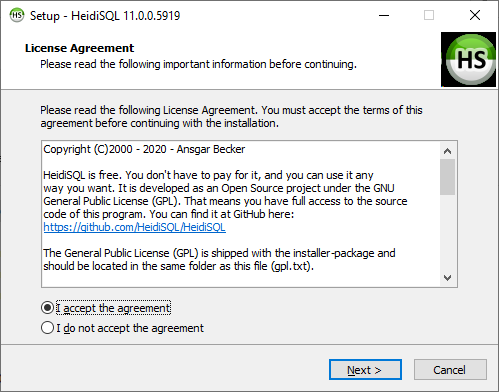 Setup - HeidiSQL 11.0.0.5919
License Agreement
Please read the following important information before continuing.
HS
Please read the following License Agreement. You must accept the terms of this
agreement before continuing with the installation.
Copyright (C)2000 - 2020 - Ansgar Becker
HeidiSQL is free. You don't have to pay for it, and you can use it any
way you want. It is developed as an Open Source project under the GNU
General Public License (GPL). That means you have full access to the source
code of this program. You can find it at GitHub here:
https://github.com/HeidiSQL/HeidiSQL
The General Public License (GPL) is shipped with the installer-package and
should be located in the same folder as this file (gpl.txt).
I accept the agreement
I do not accept the agreement
Next >
Cancel